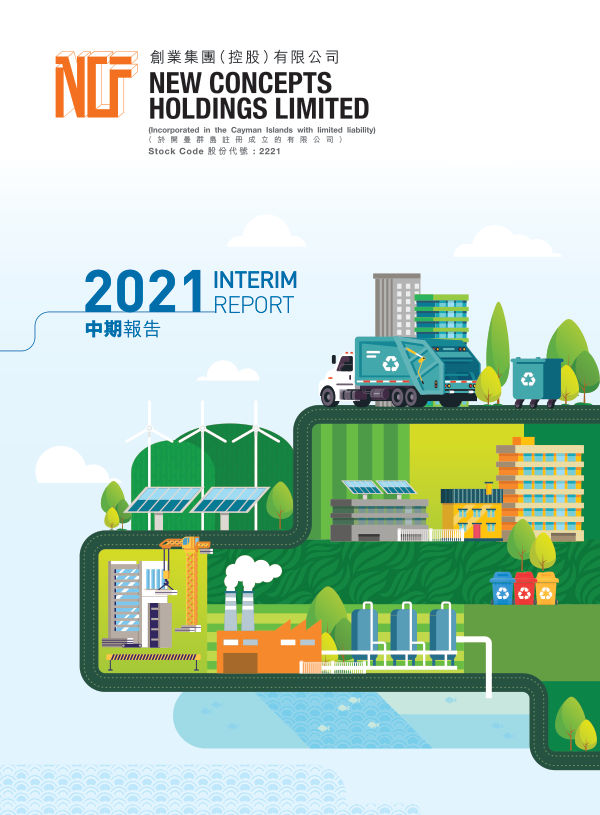 NCF
創業集團(控股)有限公司
NEW CONCEPTS
HOLDINGS LIMITED
(Incorporated in the Cayman Islands with limited liability)
(於開曼群島註冊成立的有限公司)
Stock Code 股份代號 : 2221
2021 INTERIM
REPORT
中期報告